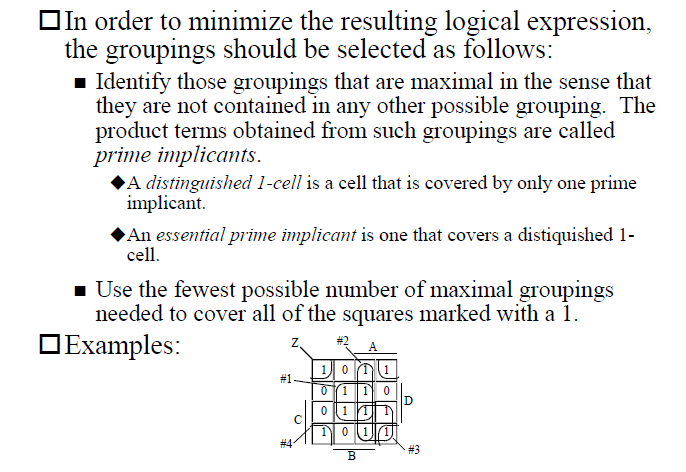 In order to minimize the resulting logical expression,
the groupings should be selected as follows:
Identify those groupings that are maximal in the sense that
they are not contained in any other possible grouping. The
product terms obtained from such groupings are called
prime implicants.
A distinguished 1-cell is a cell that is covered by only one prime
implicant.
An essential prime implicant is one that covers a distiquished 1-
cell.
Use the fewest possible number of maximal groupings
needed to cover all of the squares marked with a 1.
Examples:
Z #2 A
1 0 1 1
#1
0 1 1 0
D
0 1 1 1
C
1 0 1 1
#4 #3
B